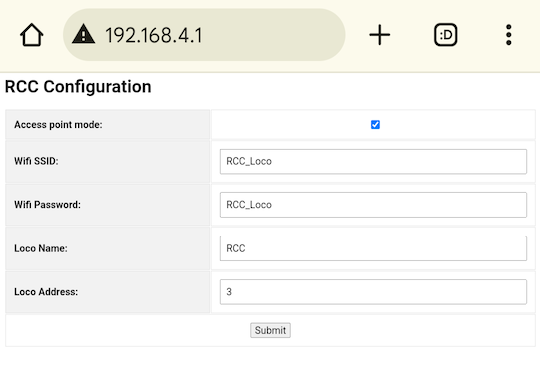 192.168.4.1
:D
RCC Configuration
Access point mode:
Wifi SSID: RCC_Loco
Wifi Password: RCC_Loco
Loco Name: RCC
Loco Address: 3
Submit